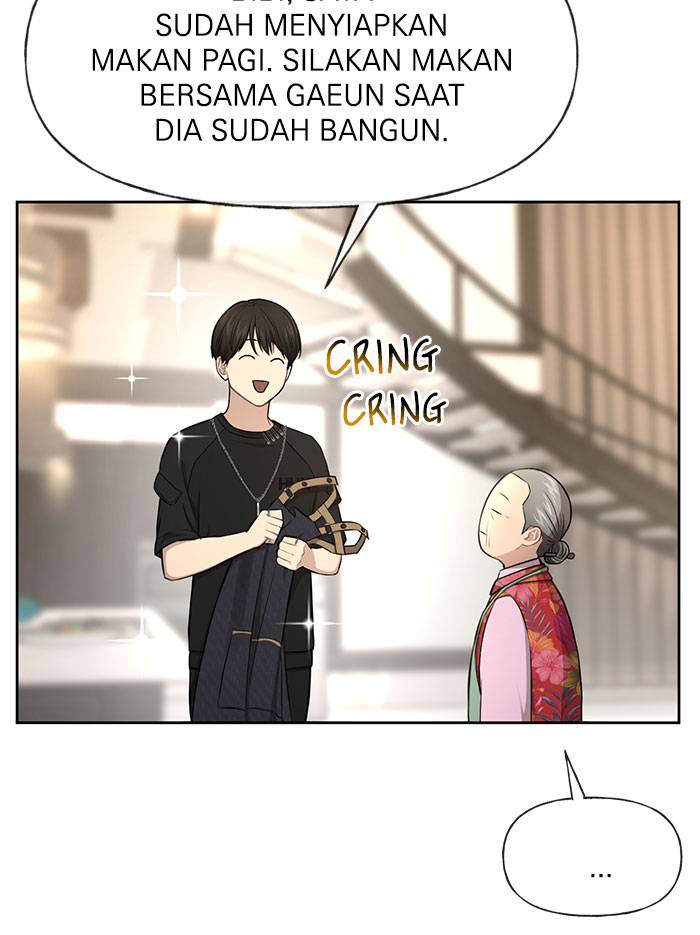 SUDAH MENYIAPKAN
MAKAN PAGI. SILAKAN MAKAN
BERSAMA GAEUN SAAT
DIA SUDAH BANGUN.
CRING
CRING
...